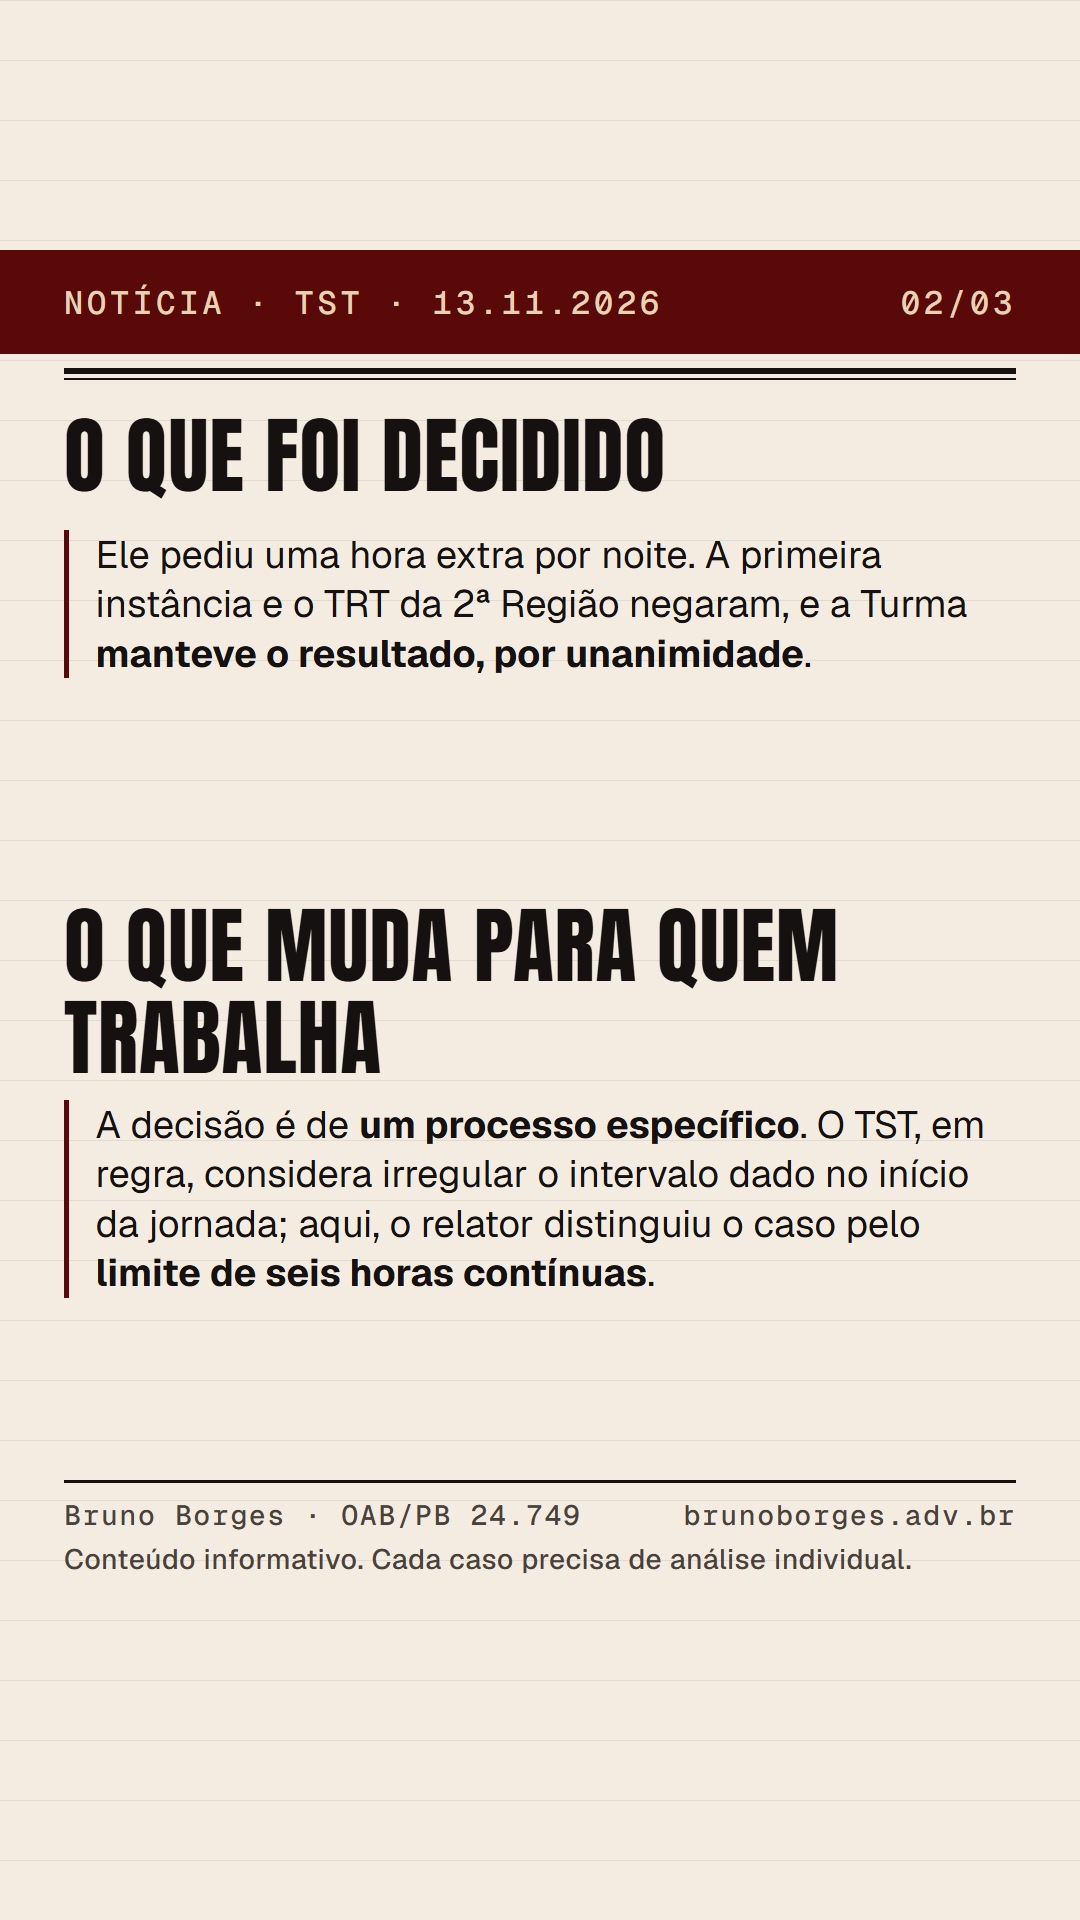 NOTÍCIA · TST · 13.11.2026 02/03
O QUE FOI DECIDIDO
Ele pediu uma hora extra por noite. A primeira
instância e o TRT da 2ª Região negaram, e a Turma
manteve o resultado, por unanimidade.
O QUE MUDA PARA QUEM
TRABALHA
A decisão é de um processo específico. O TST, em
regra, considera irregular o intervalo dado no início
da jornada; aqui, o relator distinguiu o caso pelo
limite de seis horas contínuas.
Bruno Borges · OAB/PB 24.749 brunoborges.adv.br
Conteúdo informativo. Cada caso precisa de análise individual.